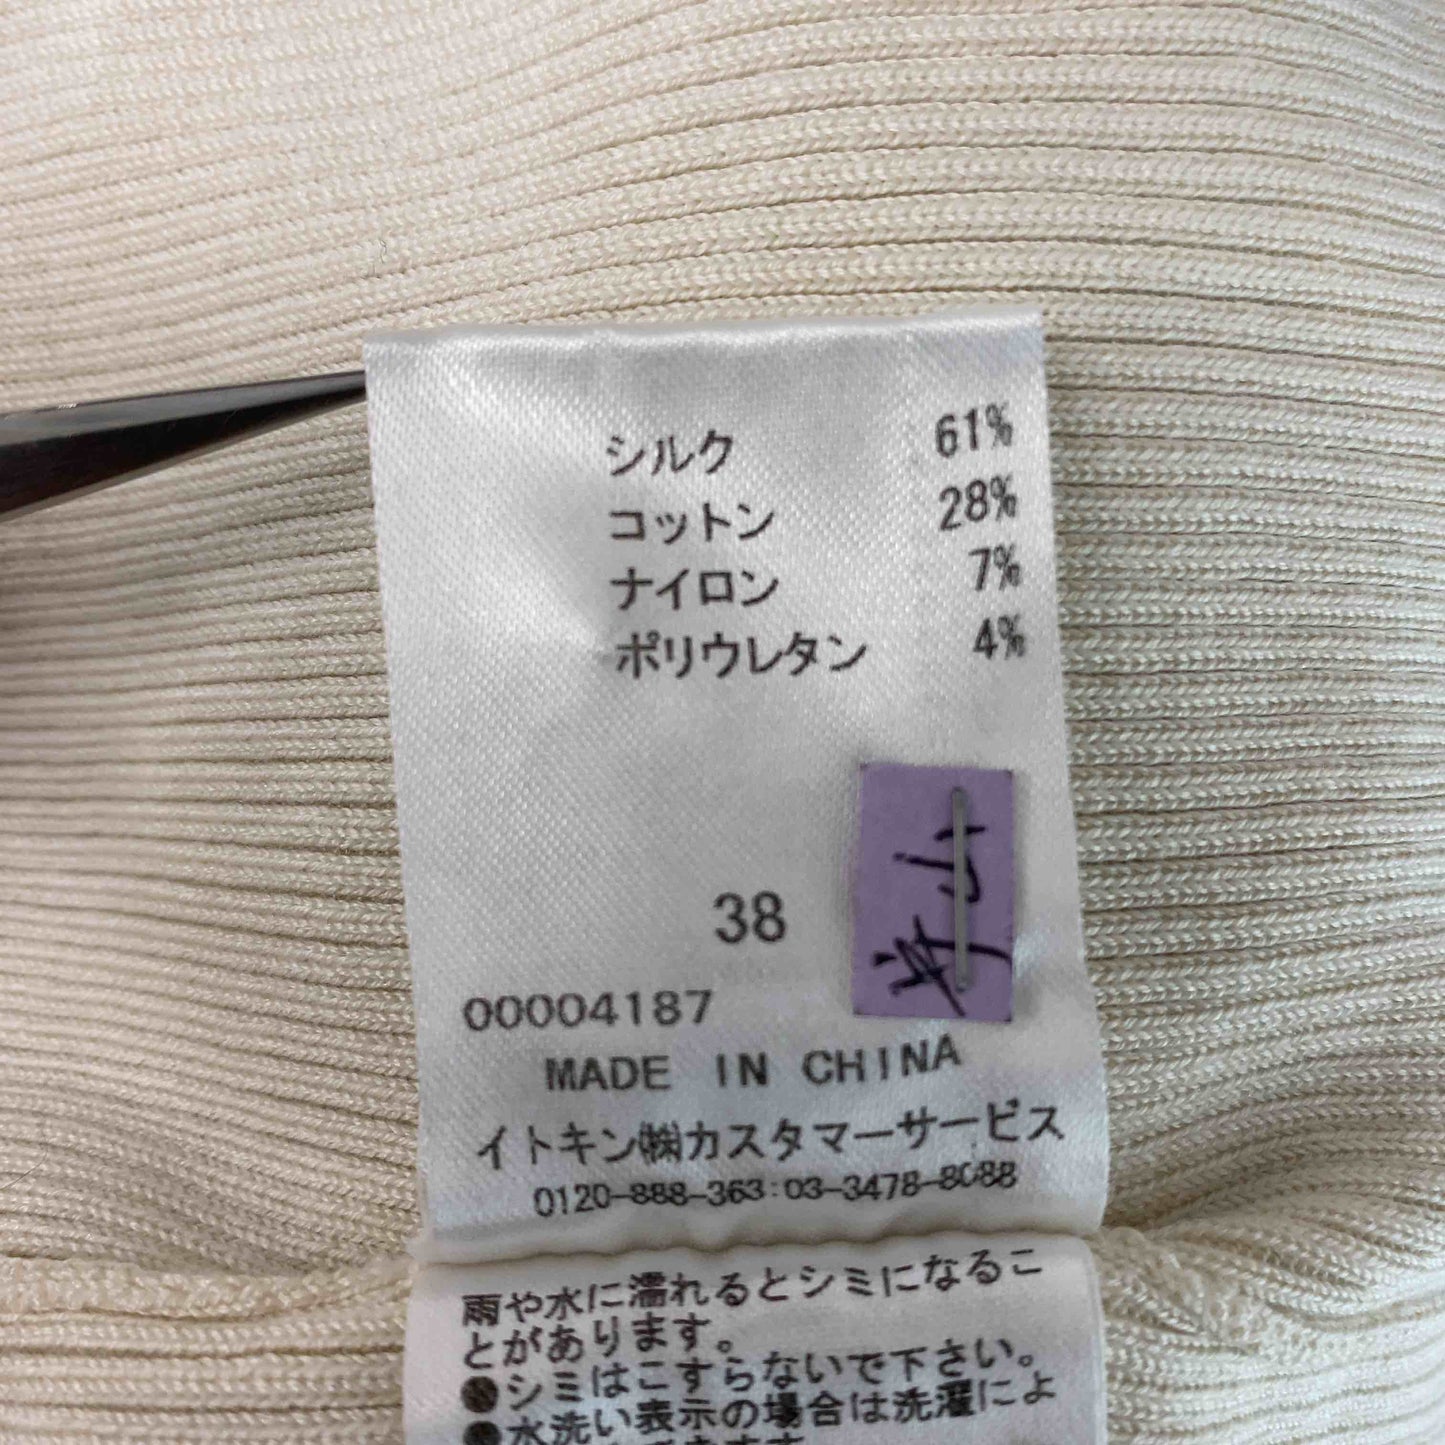 シルク 61%
コットン 28%
ナイロン 7%
ポリウレタン 4%
38
00004187
MADE IN CHINA
イトキン㈱カスタマーサービス
0120-888-363:03-3478-8088
雨や水に濡れるとシミになるこ
とがあります。
●シミはこすらないで下さい。
●水洗い表示の場合は洗濯によ